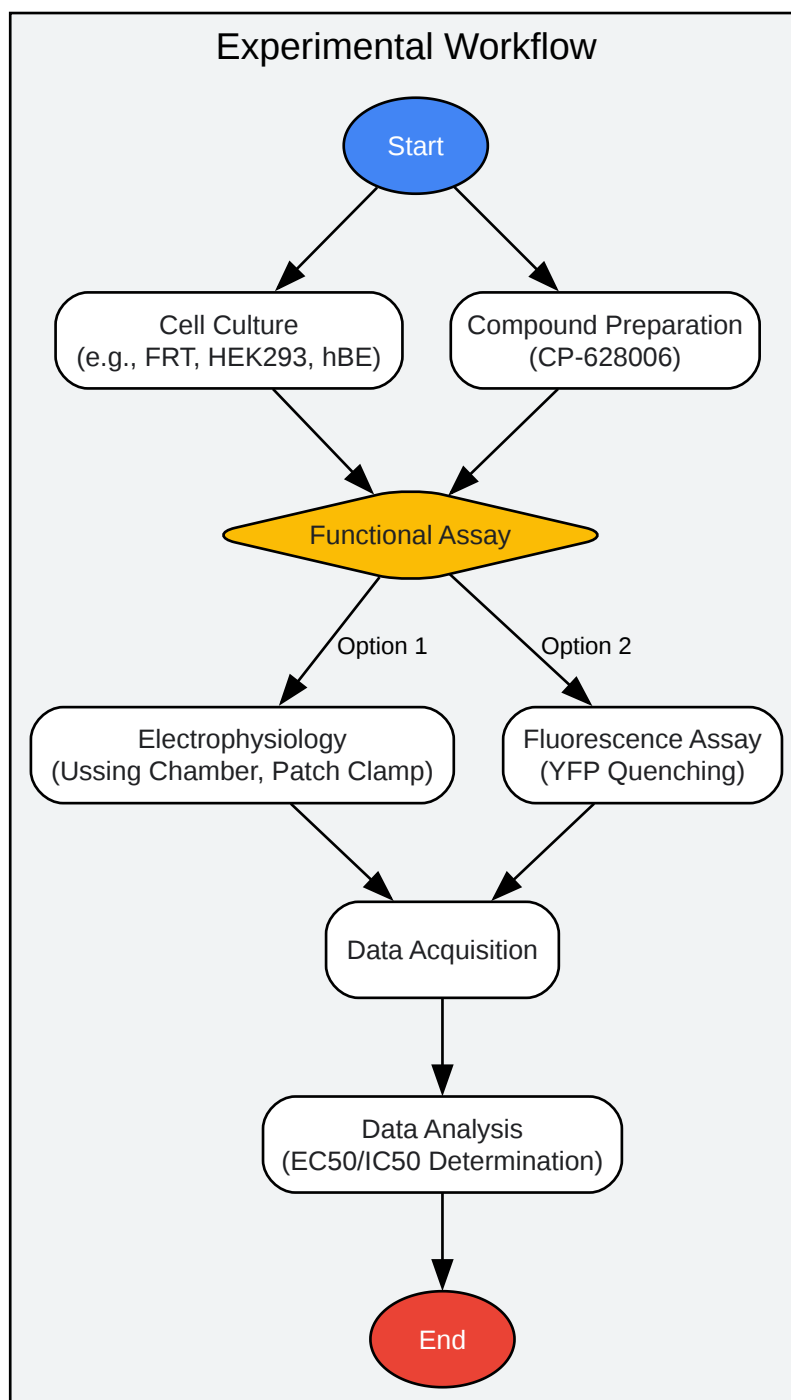 Experimental Workflow
Start
Cell Culture
(e.g., FRT, HEK293, hBE)
Compound Preparation
(CP-628006)
Functional Assay
Option 1
Option 2
Electrophysiology
(Ussing Chamber, Patch Clamp)
Fluorescence Assay
(YFP Quenching)
Data Acquisition
Data Analysis
(EC50/IC50 Determination)
End